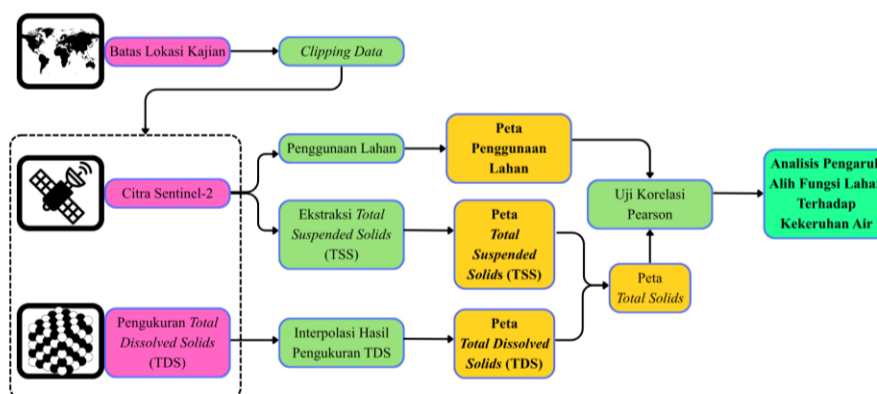 Batas Lokasi Kajian
Clipping Data
Citra Sentinel-2
Penggunaan Lahan
Peta
Penggunaan
Lahan
Ekstraksi Total
Suspended Solids
(TSS)
Peta
Total
Suspended
Solids (TSS)
Pengukuran Total
Dissolved Solids
(TDS)
Interpolasi Hasil
Pengukuran TDS
Peta
Total Dissolved
Solids (TDS)
Peta
Total Solids
Uji Korelasi
Pearson
Analisis Pengaruh
Alih Fungsi Lahan
Terhadap
Kekeruhan Air